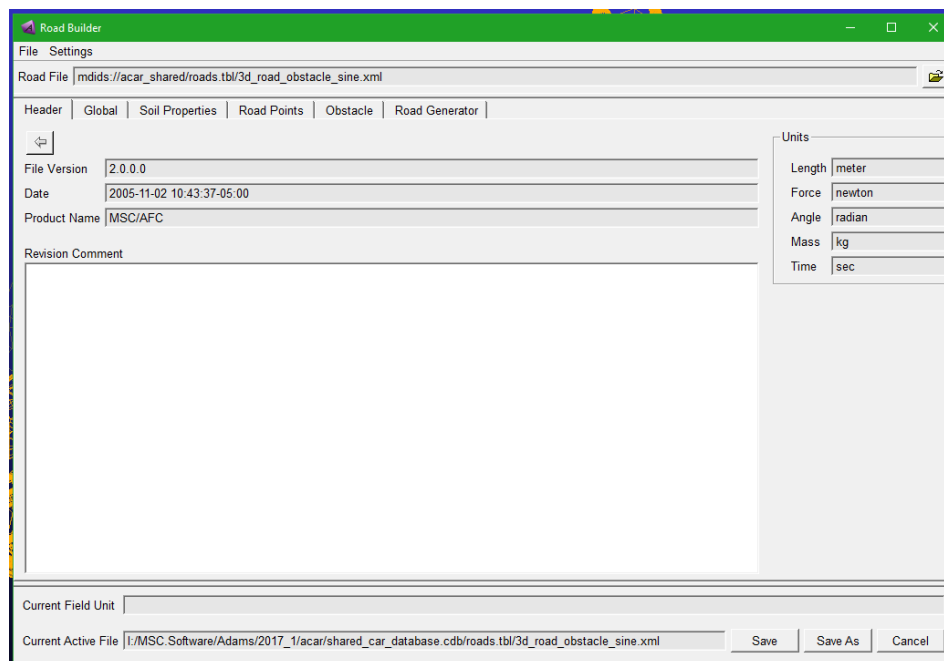 Road Builder
File Settings
Road File mdids://acar_shared/roads.tbl/3d_road_obstacle_sine.xml
Header Global Soil Properties Road Points Obstacle Road Generator
Units
File Version 2.0.0.0
Length meter
Date 2005-11-02 10:43:37-05:00
Force newton
Product Name MSC/AFC
Angle radian
Mass kg
Revision Comment
Time sec
Current Field Unit
Current Active File I:/MSC.Software/Adams/2017_1/acar/shared_car_database.cdb/roads.tbl/3d_road_obstacle_sine.xml Save Save As Cancel